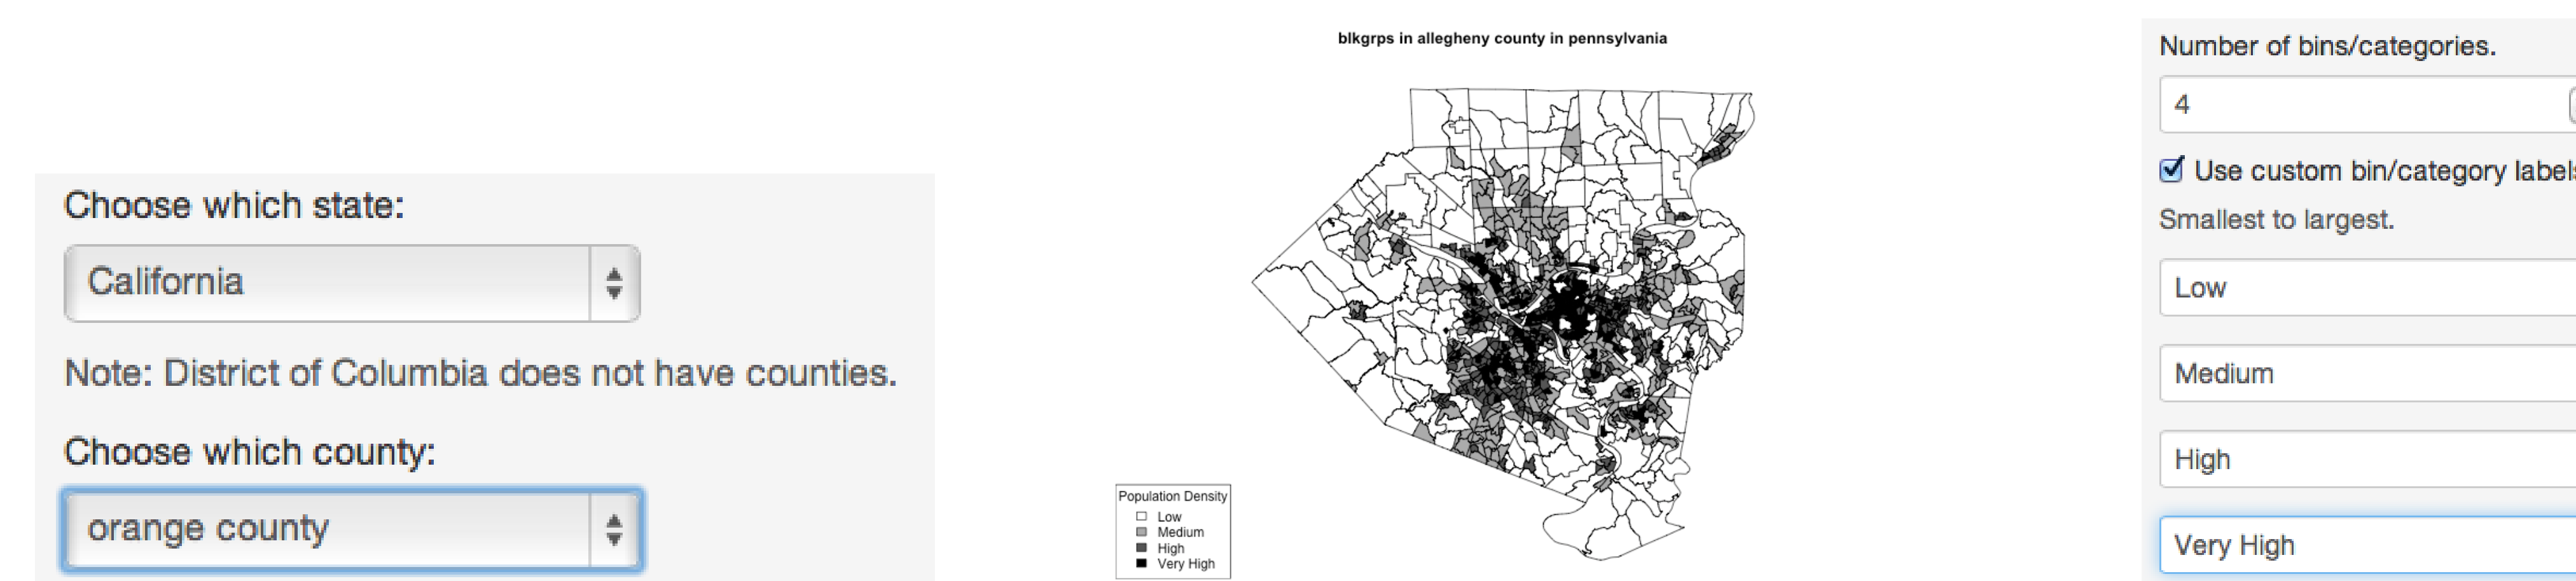 Choose which state:
California
Note: District of Columbia does not have counties.
Choose which county:
orange county
blkgrps in allegheny county in pennsylvania
Population Density
Low
Medium
High
Very High
Number of bins/categories.
4
Use custom bin/category labels
Smallest to largest.
Low
Medium
High
Very High